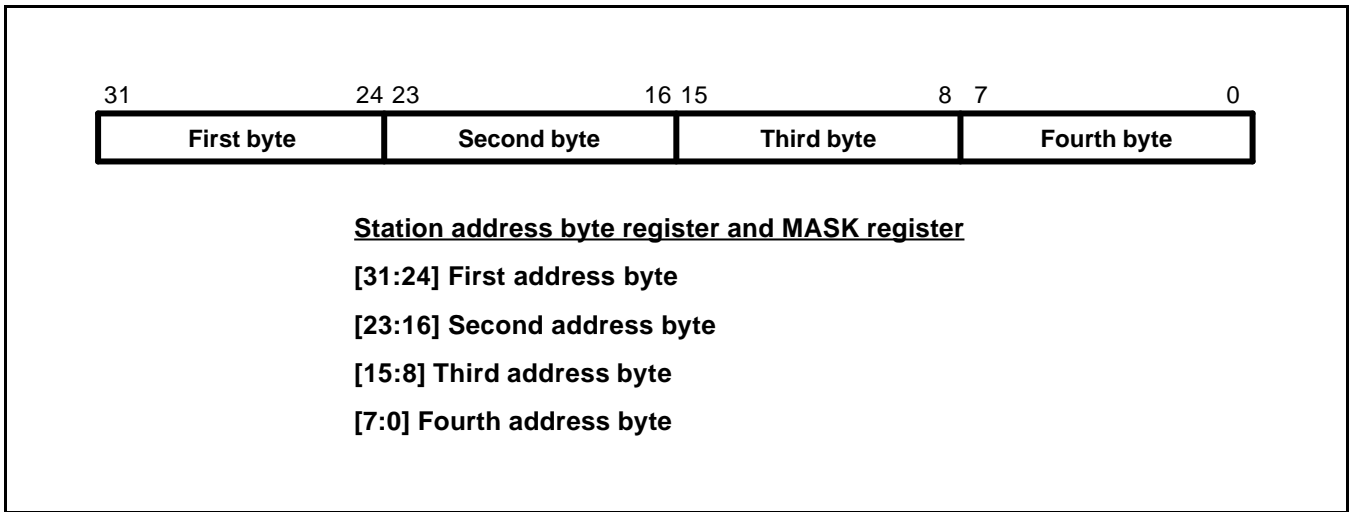 31 24 23 16 15 8 7 0
First byte Second byte Third byte Fourth byte
Station address byte register and MASK register
[31:24] First address byte
[23:16] Second address byte
[15:8] Third address byte
[7:0] Fourth address byte